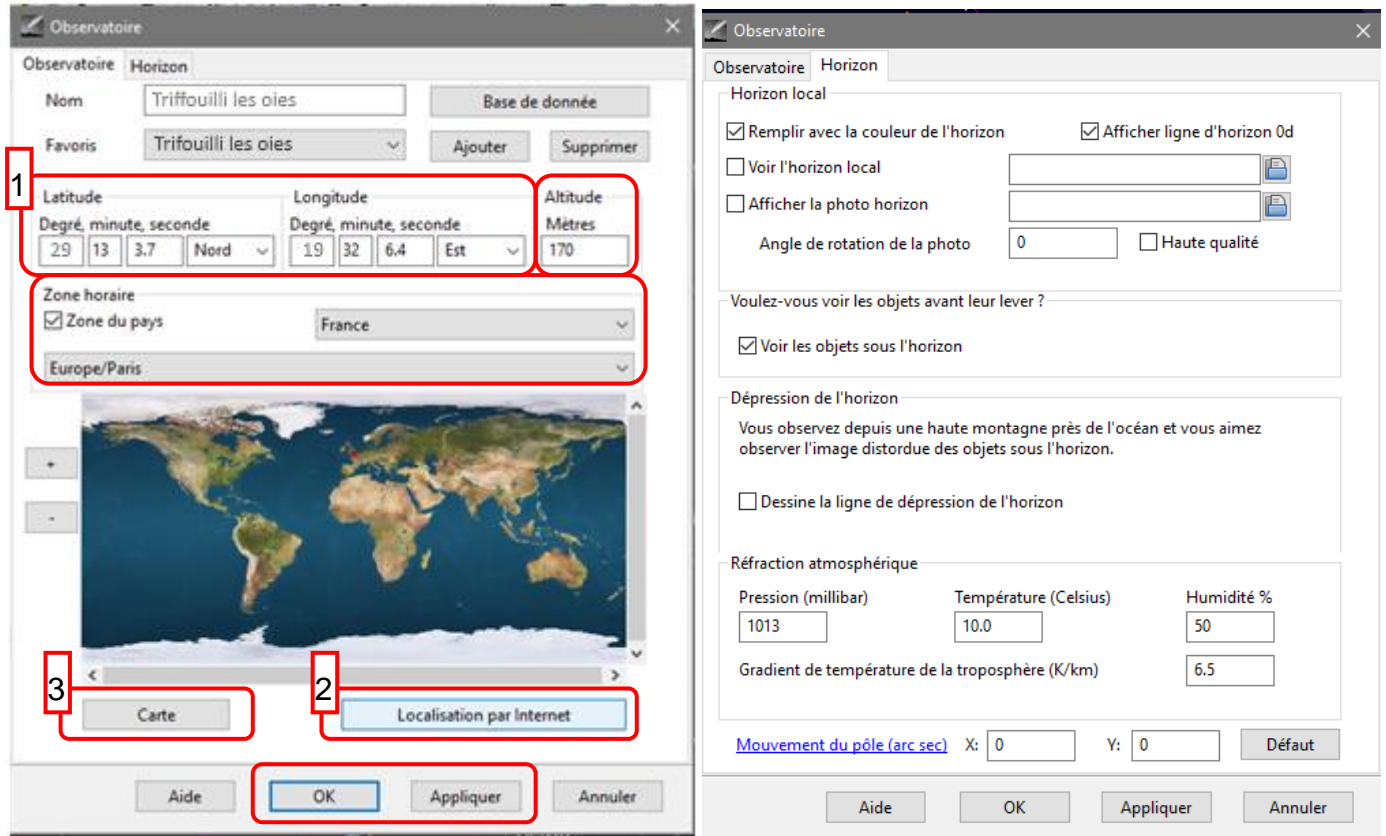 Observatoire
Observatoire Horizon
Nom Triffouilli les oies Base de donnée
Favoris Trifouilli les oies Ajouter Supprimer
1
Latitude Longitude Altitude
Degré, minute, seconde Degré, minute, seconde Mètres
29 13 3.7 Nord 19 32 6.4 Est 170
Zone horaire
Zone du pays France
Europe/Paris
+
-
3 2
Carte Localisation par Internet
Aide OK Appliquer Annuler
Observatoire
Observatoire Horizon
Horizon local
Remplir avec la couleur de l'horizon Afficher ligne d'horizon 0d
Voir l'horizon local
Afficher la photo horizon
Angle de rotation de la photo 0 Haute qualité
Voulez-vous voir les objets avant leur lever ?
Voir les objets sous l'horizon
Dépression de l'horizon
Vous observez depuis une haute montagne près de l'océan et vous aimez
observer l'image distordue des objets sous l'horizon.
Dessine la ligne de dépression de l'horizon
Réfraction atmosphérique
Pression (millibar) Température (Celsius) Humidité %
1013 10.0 50
Gradient de température de la troposphère (K/km) 6.5
Mouvement du pôle (arc sec) X: 0 Y: 0 Défaut
Aide OK Appliquer Annuler